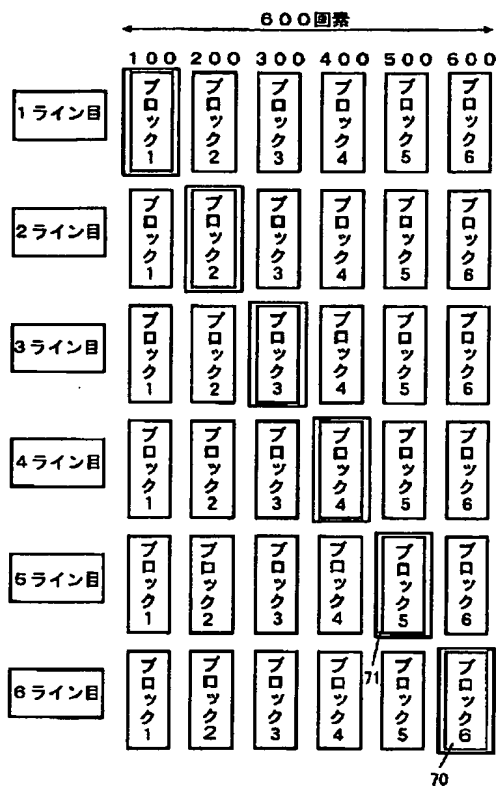 600画素
100 200 300 400 500 600
1ライン目 ブロック1 ブロック2 ブロック3 ブロック4 ブロック5 ブロック6
2ライン目 ブロック1 ブロック2 ブロック3 ブロック4 ブロック5 ブロック6
3ライン目 ブロック1 ブロック2 ブロック3 ブロック4 ブロック5 ブロック6
4ライン目 ブロック1 ブロック2 ブロック3 ブロック4 ブロック5 ブロック6
5ライン目 ブロック1 ブロック2 ブロック3 ブロック4 ブロック5 ブロック6
71
6ライン目 ブロック1 ブロック2 ブロック3 ブロック4 ブロック5 ブロック6
70